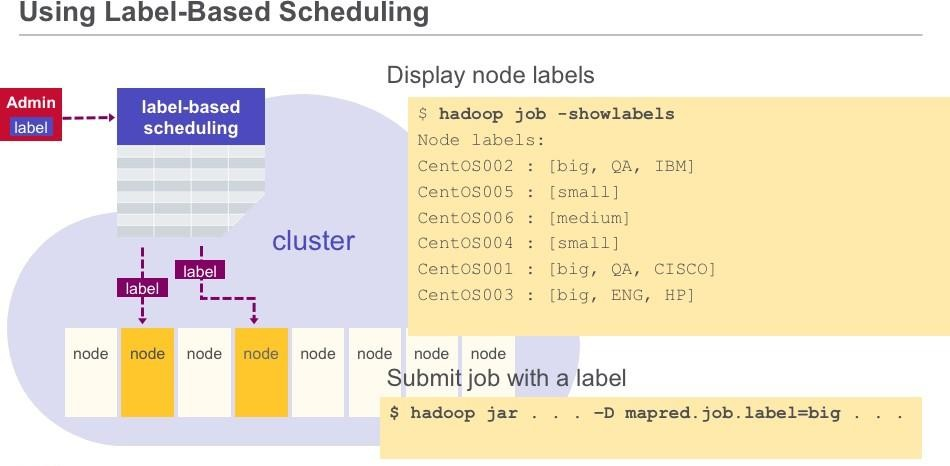 Using Label-Based Scheduling
Admin
label
label-based
scheduling
cluster
label
label
node
node
node
node
node
node
node
node
Display node labels
$ hadoop job -showlabels
Node labels:
CentOS002 : [big, QA, IBM]
CentOS005 : [small]
CentOS006 : [medium]
CentOS004 : [small]
CentOS001 : [big, QA, CISCO]
CentOS003 : [big, ENG, HP]
Submit job with a label
$ hadoop jar . . . –D mapred.job.label=big . . .